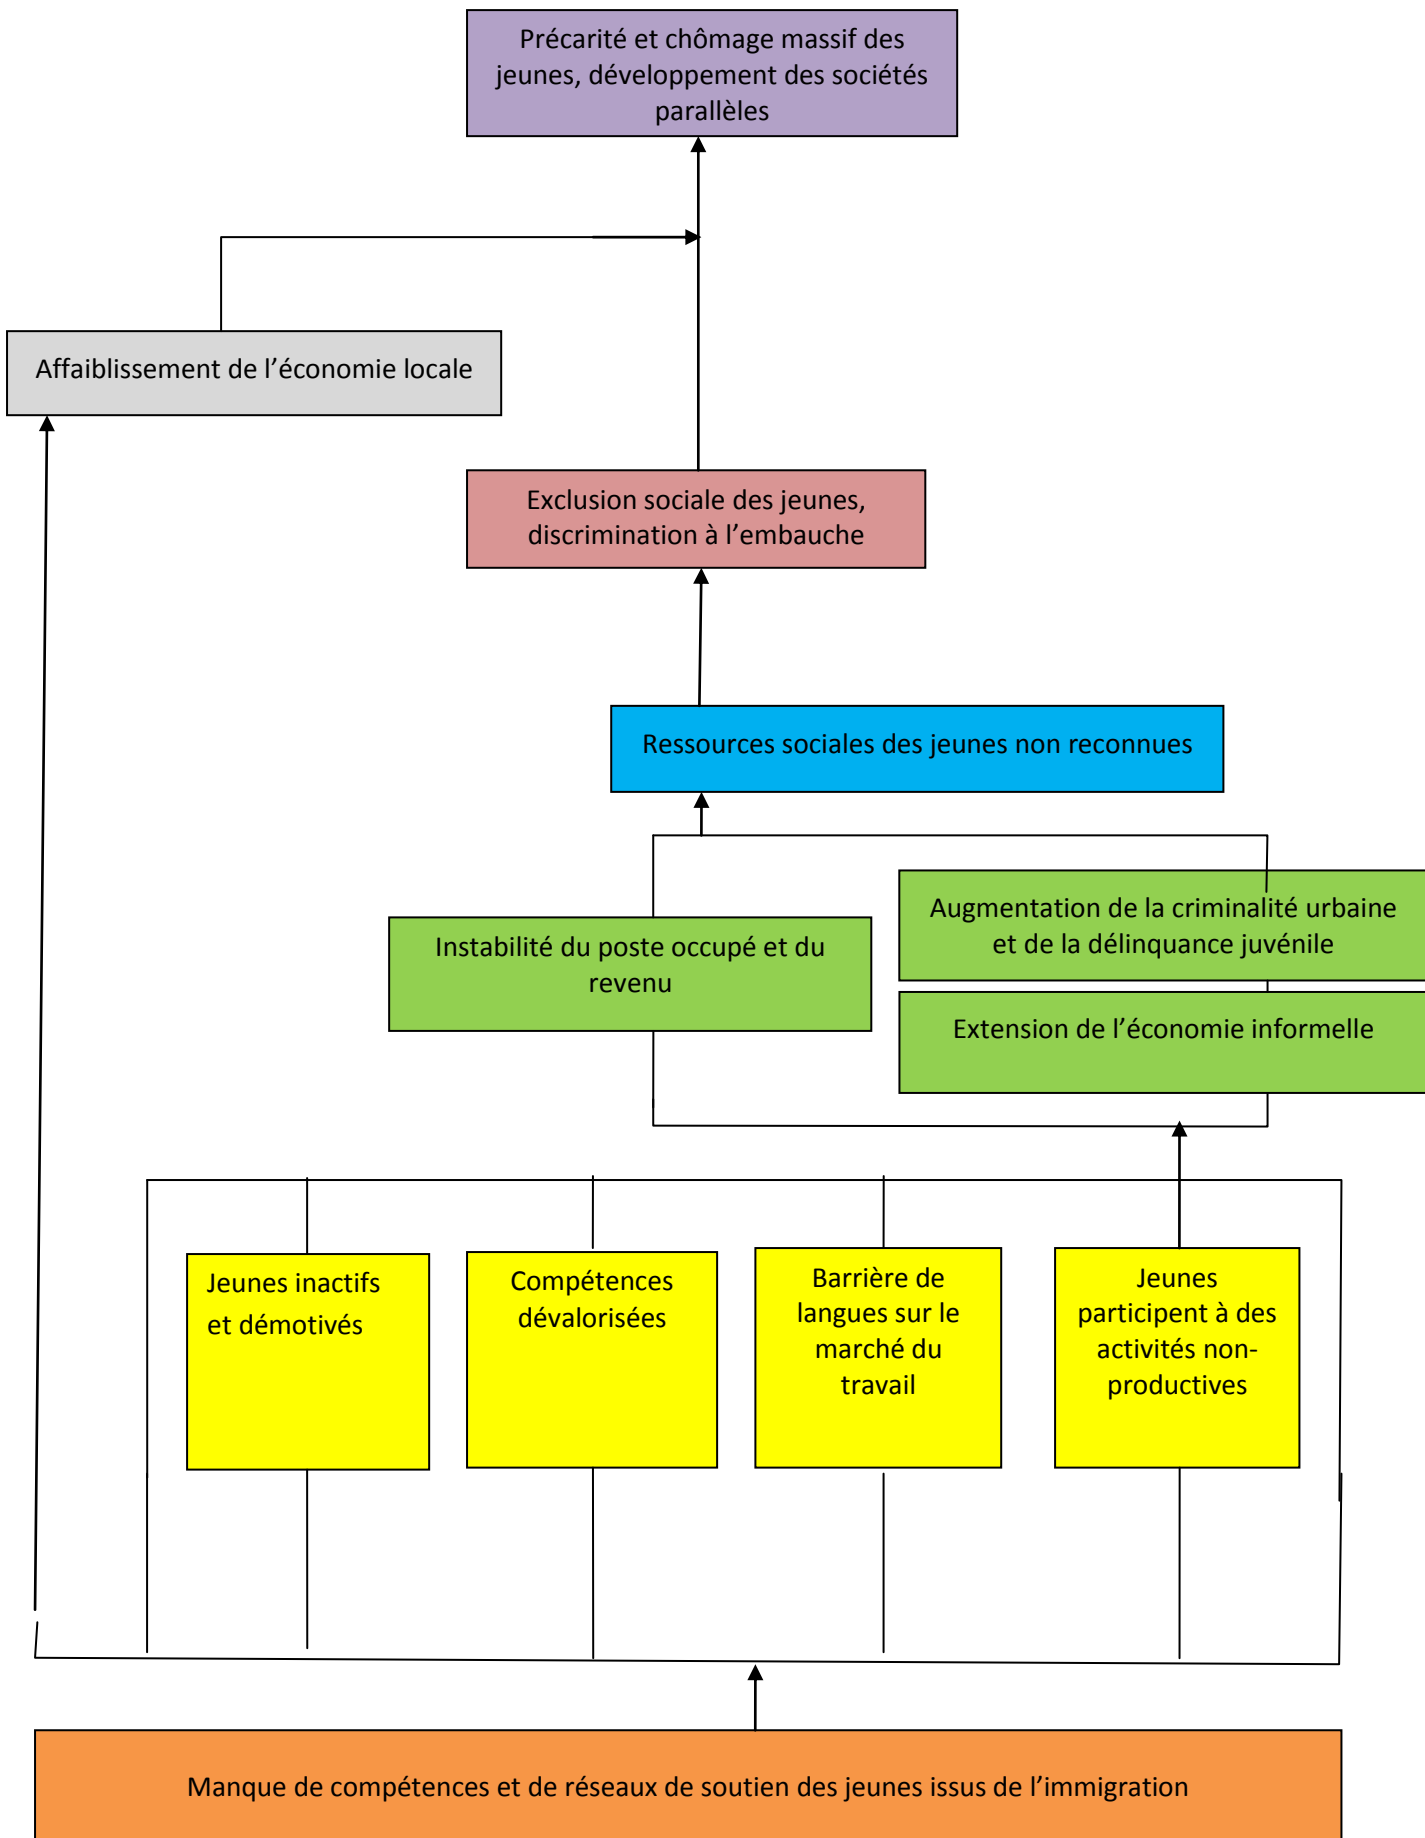 Précarité et chômage massif des
jeunes, développement des sociétés
parallèles
Affaiblissement de l’économie locale
Exclusion sociale des jeunes,
discrimination à l’embauche
Ressources sociales des jeunes non reconnues
Instabilité du poste occupé et du
revenu
Augmentation de la criminalité urbaine
et de la délinquance juvénile
Extension de l’économie informelle
Jeunes inactifs
et démotivés
Compétences
dévalorisées
Barrière de
langues sur le
marché du
travail
Jeunes
participent à des
activités non-
productives
Manque de compétences et de réseaux de soutien des jeunes issus de l’immigration